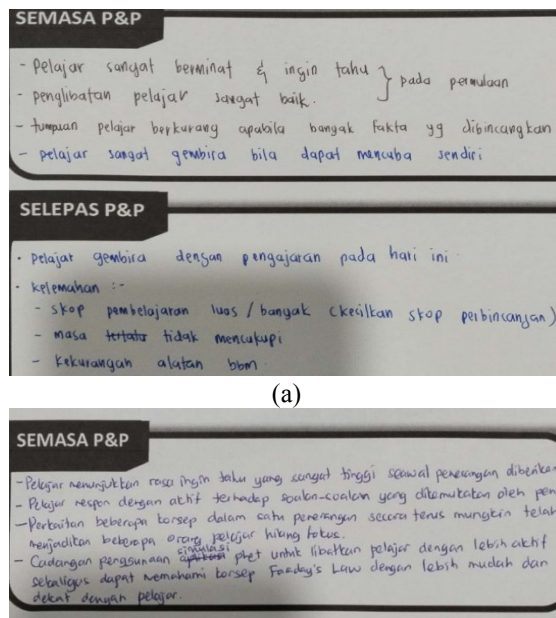 SEMASA P&P
- Pelajar sangat berminat & ingin tahu } pada permulaan
- penglibatan pelajar sangat baik.
- tumpuan pelajar berkurang apabila banyak fakta yg dibincangkan
- pelajar sangat gembira bila dapat mencuba sendiri
SELEPAS P&P
• Pelajar gembira dengan pengajaran pada hari ini.
• Kelemahan :-
- skop pembelajaran luas / banyak (kecilkan skop perbincangan)
- masa tidak mencukupi
- kekurangan alatan bbm.
(a)
SEMASA P&P
- Pelajar menunjukkan rasa ingin tahu yang sangat tinggi seawal penerangan diberikan
- Pelajar respon dengan aktif terhadap soalan-soalan yang dikemukakan oleh pen
- Perkaitan beberapa konsep dalam satu penerangan secara terus mungkin telah
menjadikan beberapa orang pelajar hilang fokus.
- Cadangan penggunaan simulasi phet untuk libatkan pelajar dengan lebih aktif
sekaligus dapat memahami konsep Faraday's Law dengan lebih mudah dan
dekat dengan pelajar.